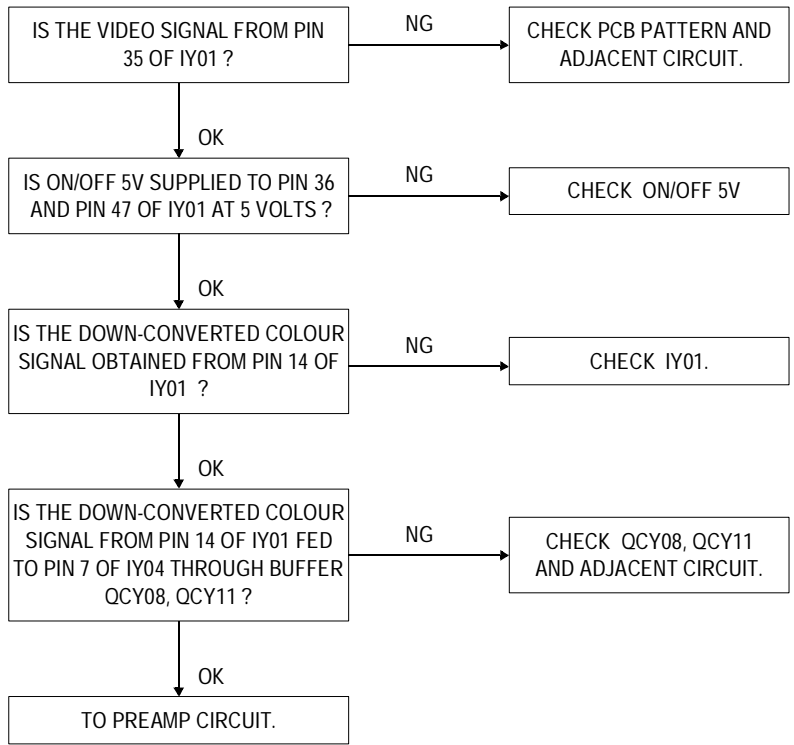 IS THE VIDEO SIGNAL FROM PIN
35 OF IY01 ?
NG
CHECK PCB PATTERN AND
ADJACENT CIRCUIT.
OK
IS ON/OFF 5V SUPPLIED TO PIN 36
AND PIN 47 OF IY01 AT 5 VOLTS ?
NG
CHECK ON/OFF 5V
OK
IS THE DOWN-CONVERTED COLOUR
SIGNAL OBTAINED FROM PIN 14 OF
IY01 ?
NG
CHECK IY01.
OK
IS THE DOWN-CONVERTED COLOUR
SIGNAL FROM PIN 14 OF IY01 FED
TO PIN 7 OF IY04 THROUGH BUFFER
QCY08, QCY11 ?
NG
CHECK QCY08, QCY11
AND ADJACENT CIRCUIT.
OK
TO PREAMP CIRCUIT.